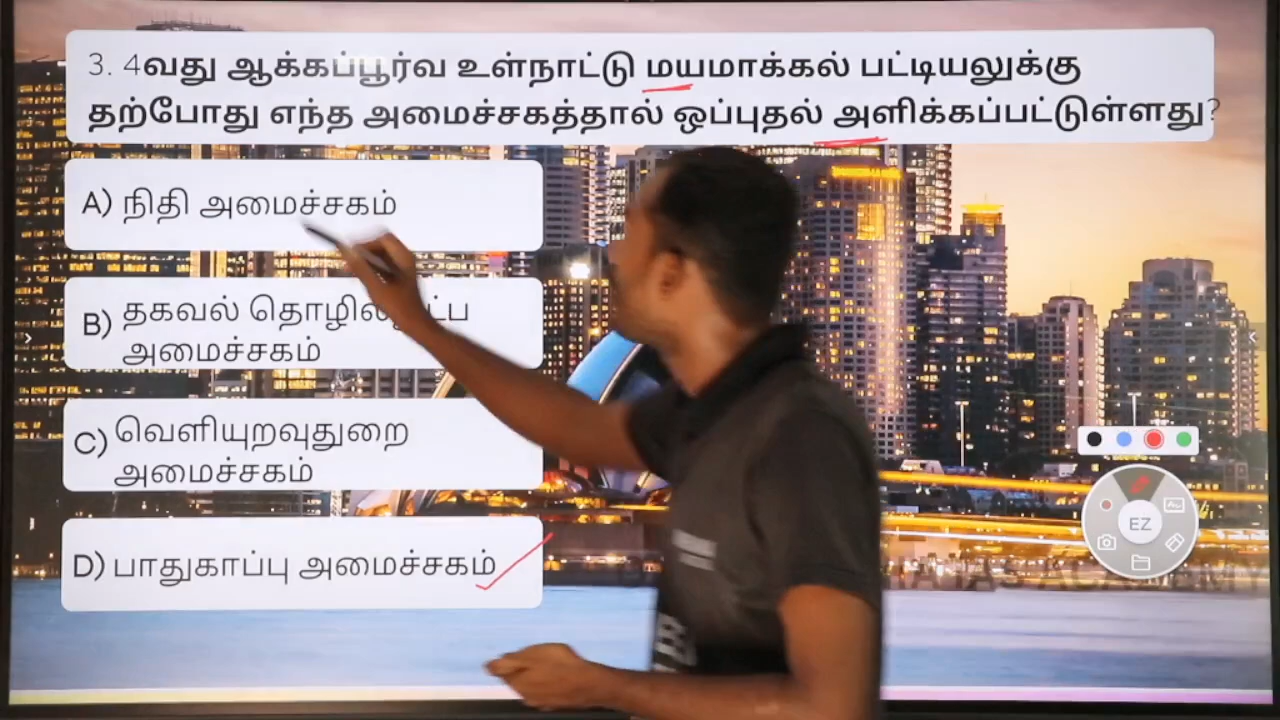 3. 4வது ஆக்கப்பூர்வ உள்நாட்டு மயமாக்கல் பட்டியலுக்கு
தற்போது எந்த அமைச்சகத்தால் ஒப்புதல் அளிக்கப்பட்டுள்ளது?
A) நிதி அமைச்சகம்
B) தகவல்
அமைச்சகம்
C) வெளியுறவுதுறை
அமைச்சகம்
D) பாதுகாப்பு அமைச்சகம்
EZ